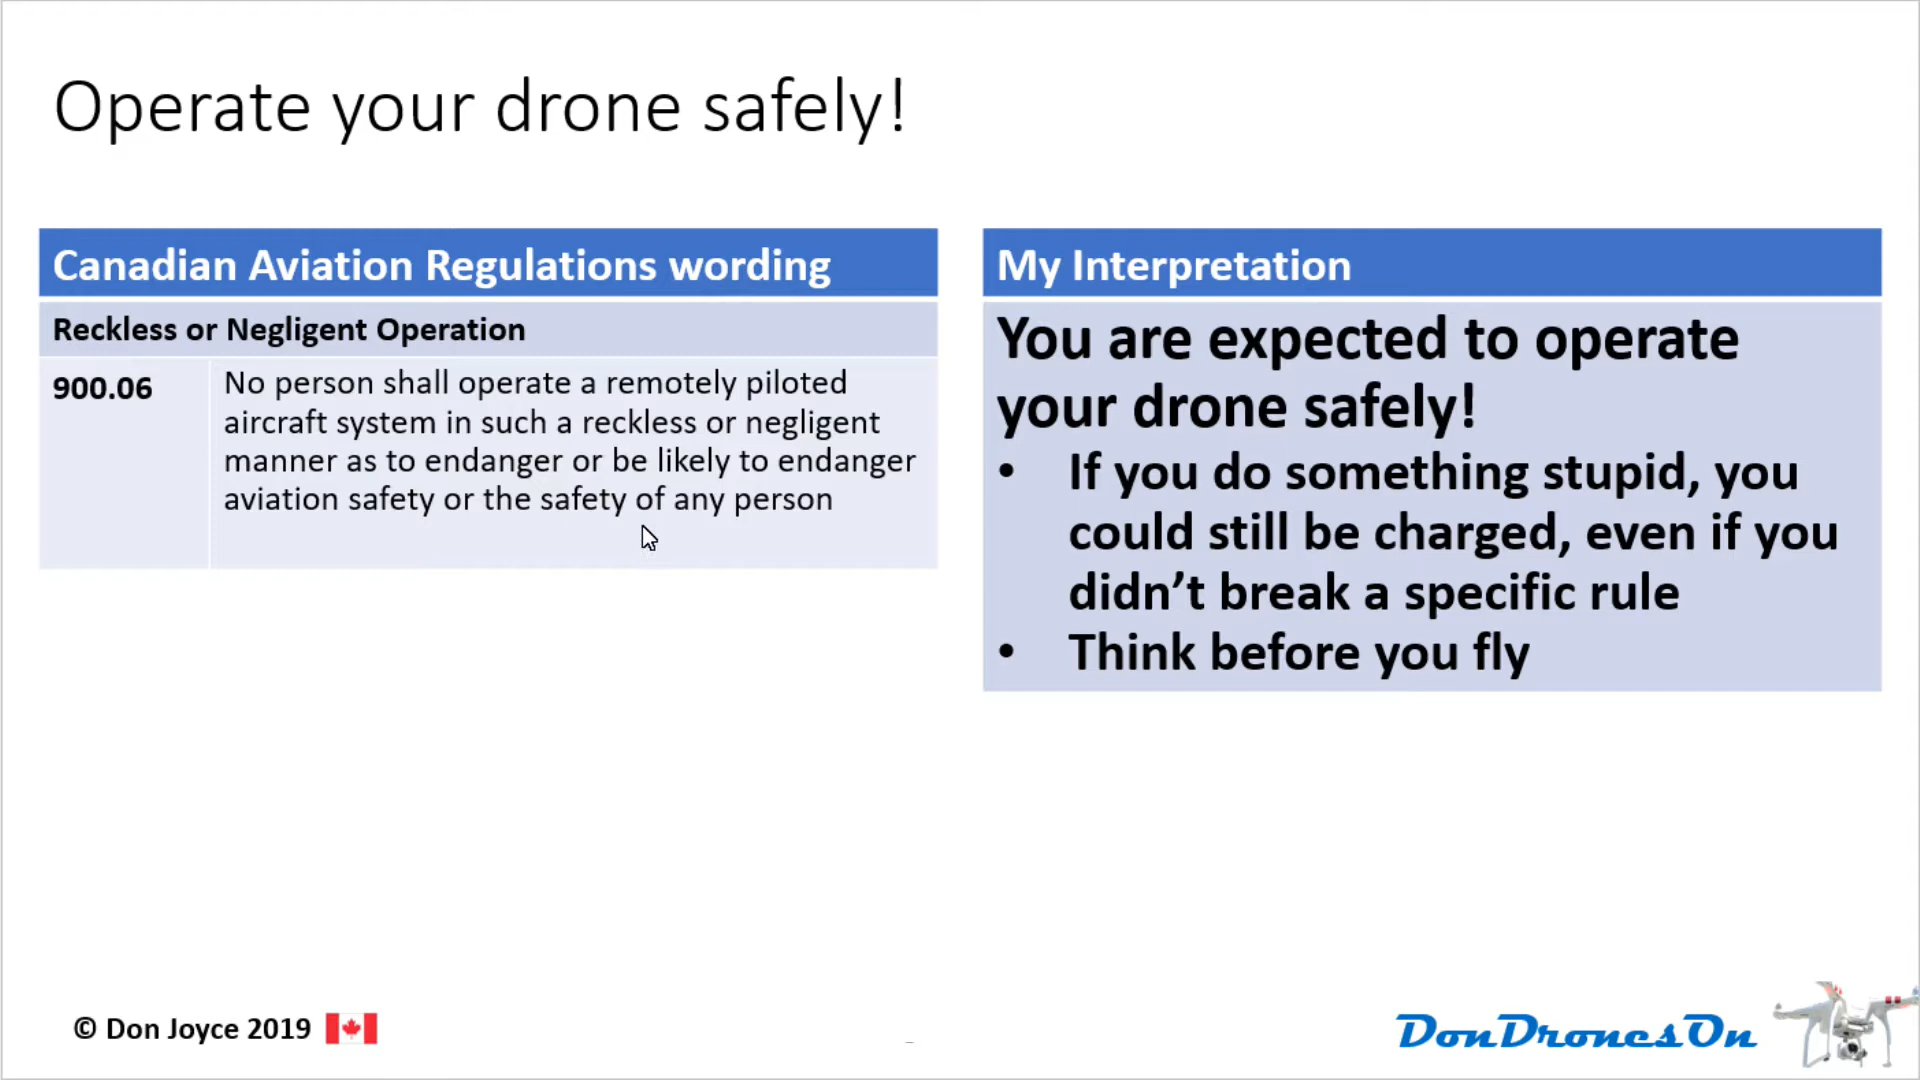 Operate your drone safely!
Canadian Aviation Regulations wording
Reckless or Negligent Operation
900.06
No person shall operate a remotely piloted
aircraft system in such a reckless or negligent
manner as to endanger or be likely to endanger
aviation safety or the safety of any person
My Interpretation
You are expected to operate
your drone safely!
• If you do something stupid, you
could still be charged, even if you
didn’t break a specific rule
• Think before you fly
© Don Joyce 2019
DonDronesOn